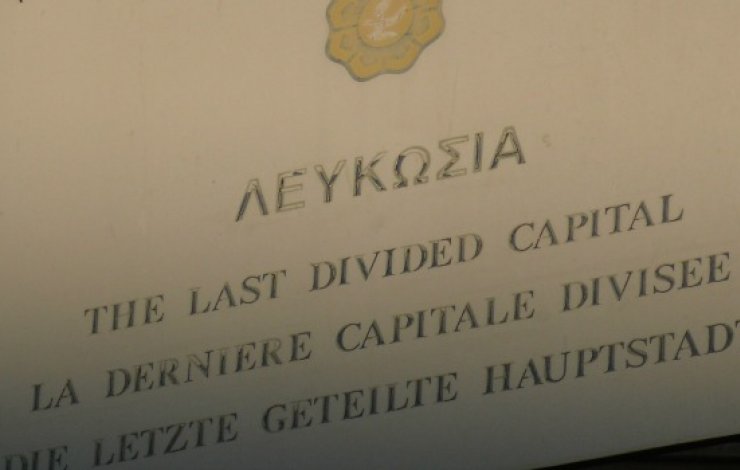 ΛΕΥΚΩΣΙΑ
THE LAST DIVIDED CAPITAL
LA DERNIERE CAPITALE DIVISEE
DIE LETZTE GETEILTE HAUPTSTADT